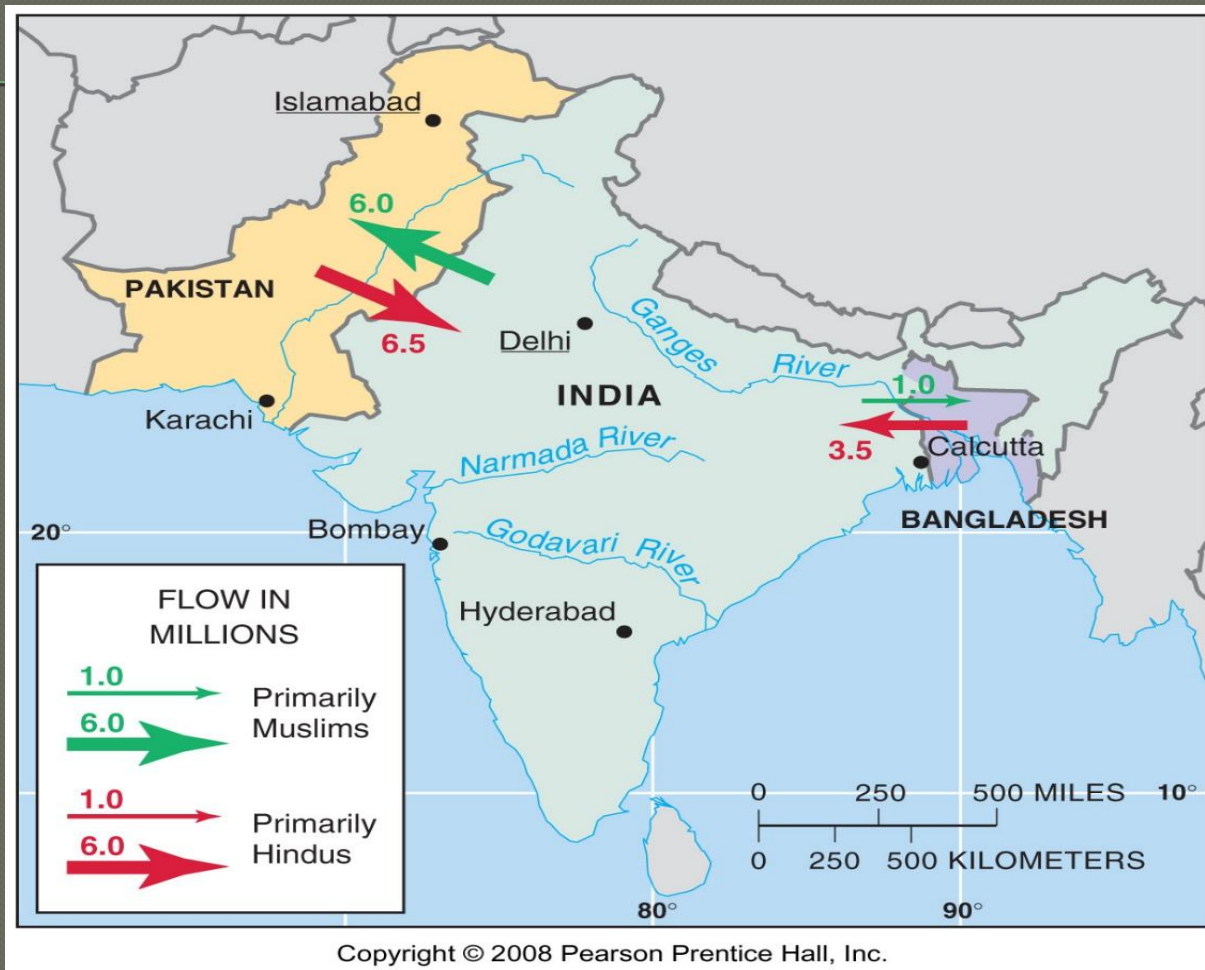 Islamabad
6.0
PAKISTAN
6.5
Delhi
Ganges
River
INDIA
1.0
Karachi
3.5
Calcutta
Narmada River
BANGLADESH
20°
Bombay
Godavari River
Hyderabad
FLOW IN
MILLIONS
1.0
Primarily
Muslims
6.0
1.0
Primarily
Hindus
6.0
0 250 500 MILES
10°
0 250 500 KILOMETERS
80°
90°
Copyright © 2008 Pearson Prentice Hall, Inc.